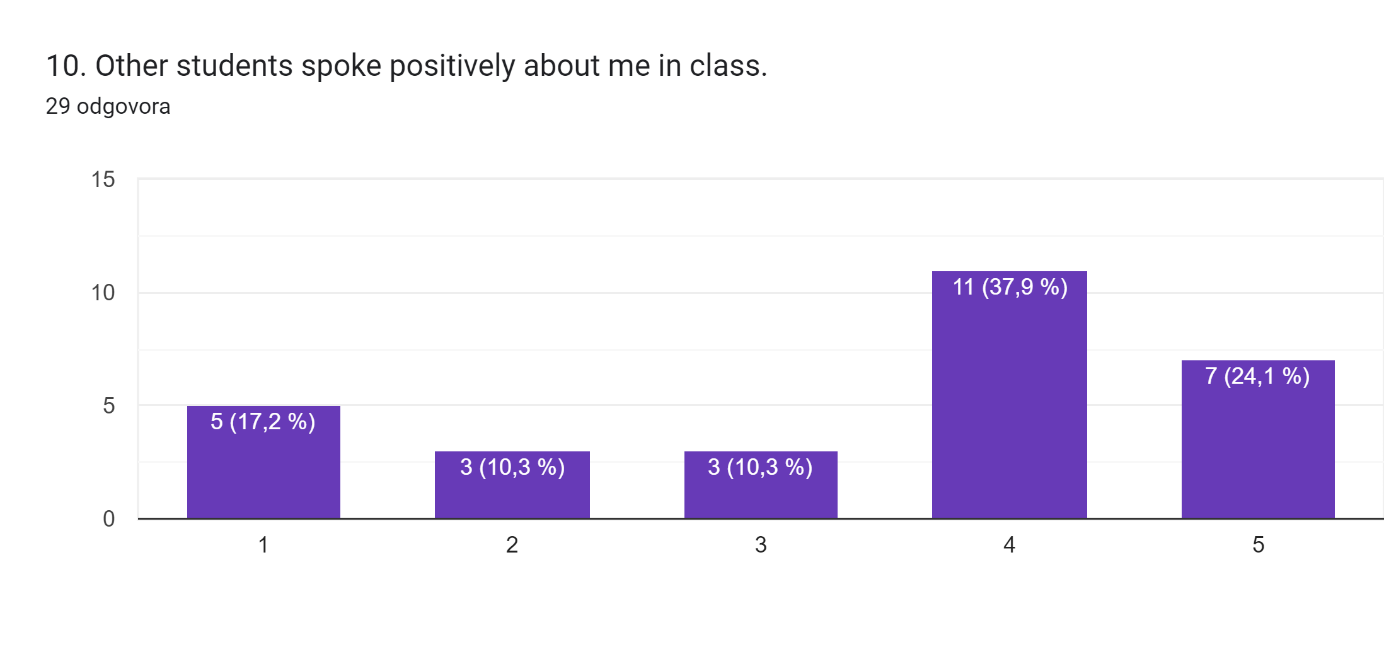 10. Other students spoke positively about me in class.
29 odgovora
15
10
5
0
5 (17,2 %)
3 (10,3 %)
3 (10,3 %)
11 (37,9 %)
7 (24,1 %)
1
2
3
4
5